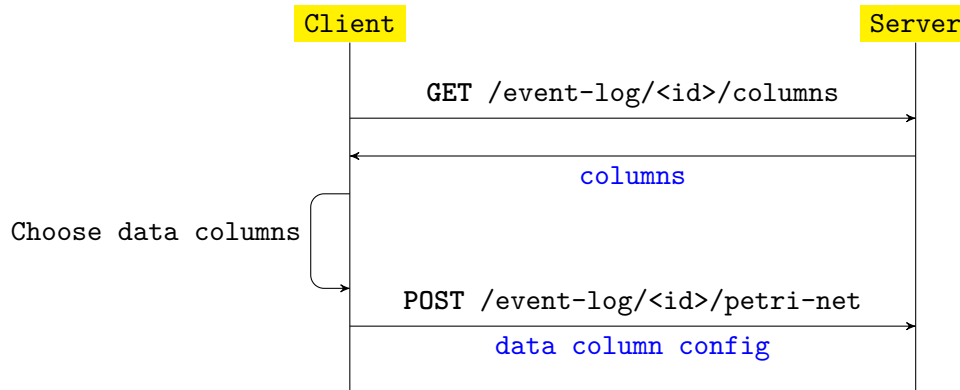 Client
Server
GET /event-log/<id>/columns
columns
Choose data columns
POST /event-log/<id>/petri-net
data column config